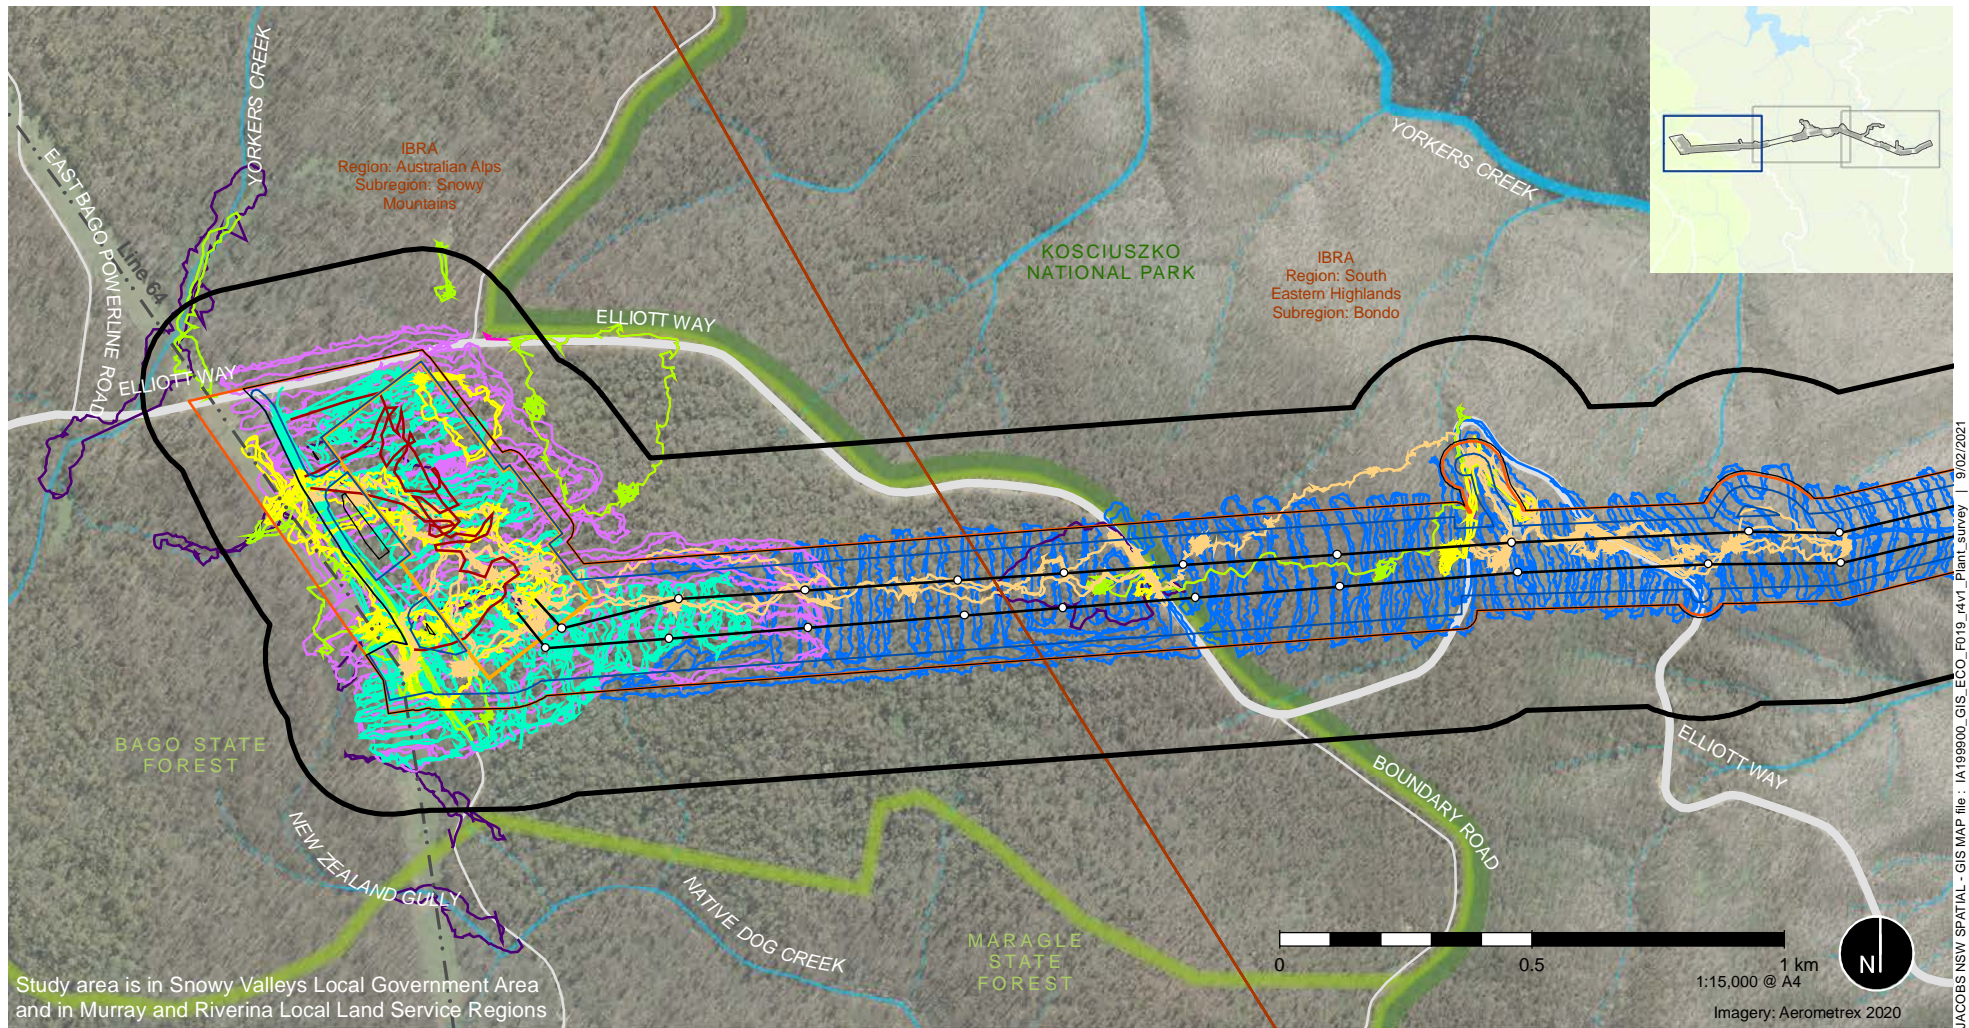 YORKERS CREEK
EAST BAGO POWERLINE ROAD
Line 64
IBRA
Region: Australian Alps
Subregion: Snowy
Mountains
ELLIOTT WAY
ELLIOTT WAY
KOSCIUSZKO
NATIONAL PARK
IBRA
Region: South
Eastern Highlands
Subregion: Bondo
YORKERS CREEK
BAGO STATE
FOREST
NEW ZEALAND GULLY
NATIVE DOG CREEK
MARAGLE
STATE
FOREST
BOUNDARY ROAD
ELLIOTT WAY
Study area is in Snowy Valleys Local Government Area
and in Murray and Riverina Local Land Service Regions
0 0.5 1 km
1:15,000 @ A4
N
Imagery: Aerometrex 2020
JACOBS NSW SPATIAL - GIS MAP file : IA199900_GIS_ECO_F019_r4v1_Plant_survey | 9/02/2021